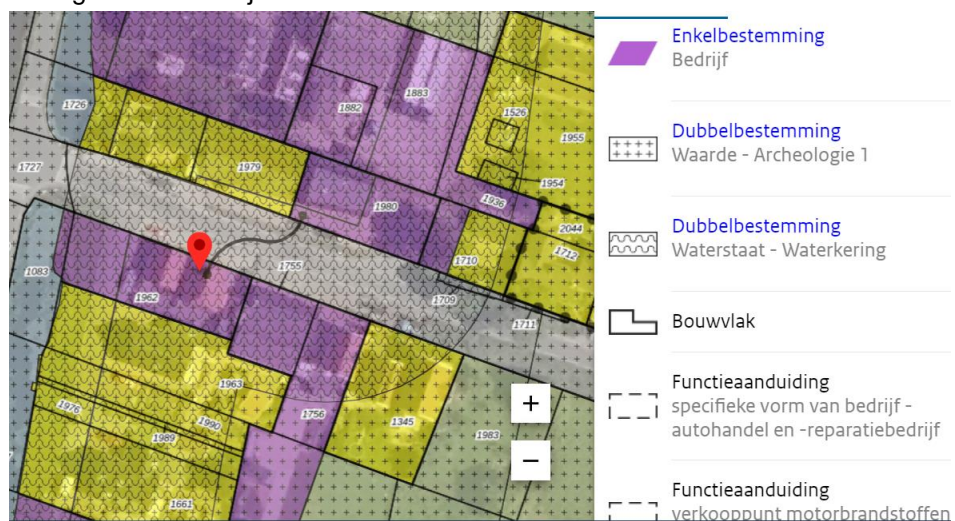 Enkelbestemming
Bedrijf
Dubbelbestemming
Waarde - Archeologie 1
Dubbelbestemming
Waterstaat - Waterkering
Bouwvlak
Functieaanduiding
specifieke vorm van bedrijf -
autohandel en -reparatiebedrijf
Functieaanduiding
verkooppunt motorbrandstoffen
1726
1882
1883
1526
1955
1727
1979
1954
1936
1980
2044
1712
1710
1755
1083
1962
1709
1711
1963
1976
1990
1989
1756
1345
1983
1661
+
−